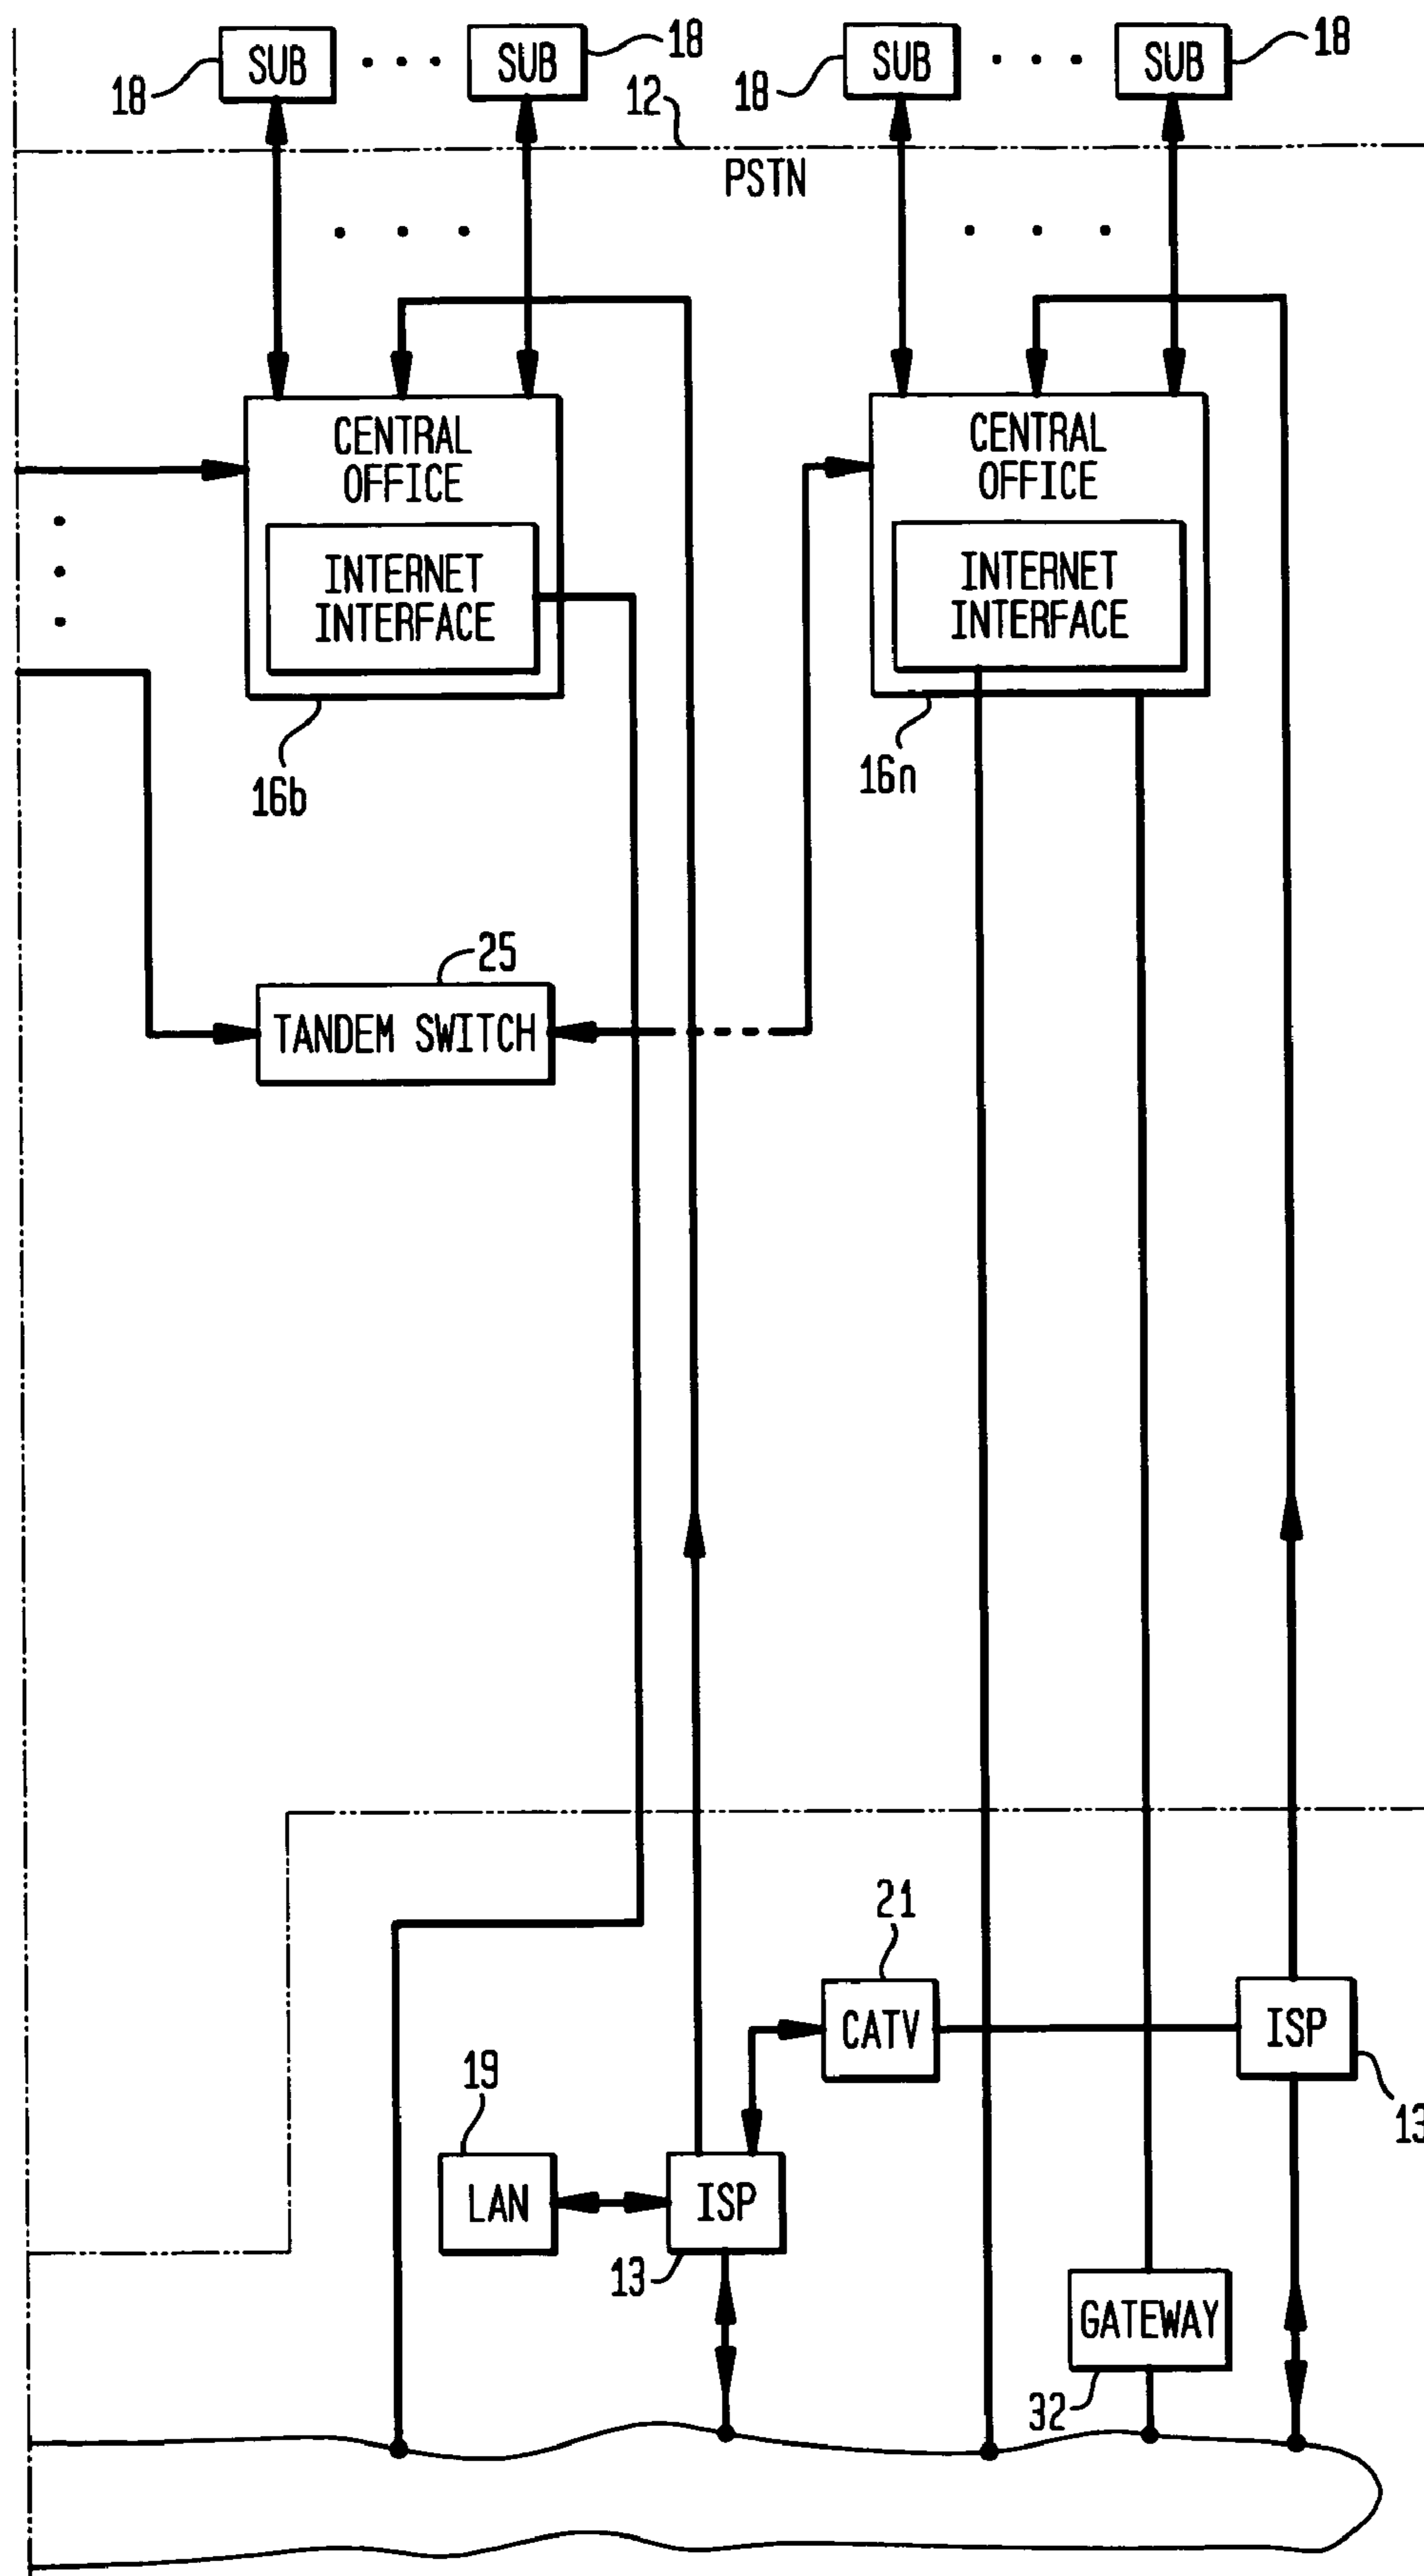 18
SUB
SUB
18
12
18
SUB
SUB
18
PSTN
CENTRAL
OFFICE
INTERNET
INTERFACE
16b
CENTRAL
OFFICE
INTERNET
INTERFACE
16n
25
TANDEM SWITCH
21
CATV
ISP
13
19
LAN
ISP
13
GATEWAY
32